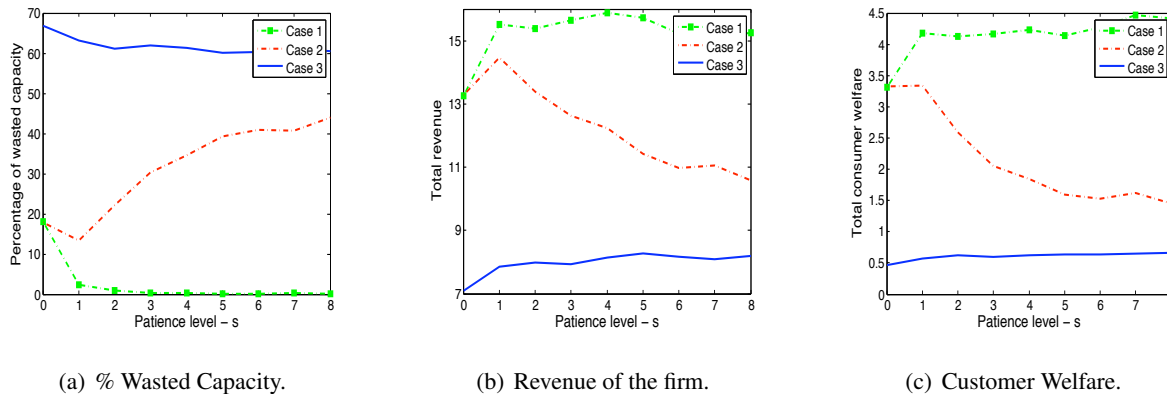 70
60
50
40
30
20
10
0
Percentage of wasted capacity
Case 1
Case 2
Case 3
0 1 2 3 4 5 6 7 8
Patience level – s
(a) % Wasted Capacity.
15
13
11
9
7
Total revenue
Case 1
Case 2
Case 3
0 1 2 3 4 5 6 7 8
Patience level – s
(b) Revenue of the firm.
4.5
4
3.5
3
2.5
2
1.5
1
0.5
0
Total consumer welfare
Case 1
Case 2
Case 3
0 1 2 3 4 5 6 7 8
Patience level – s
(c) Customer Welfare.